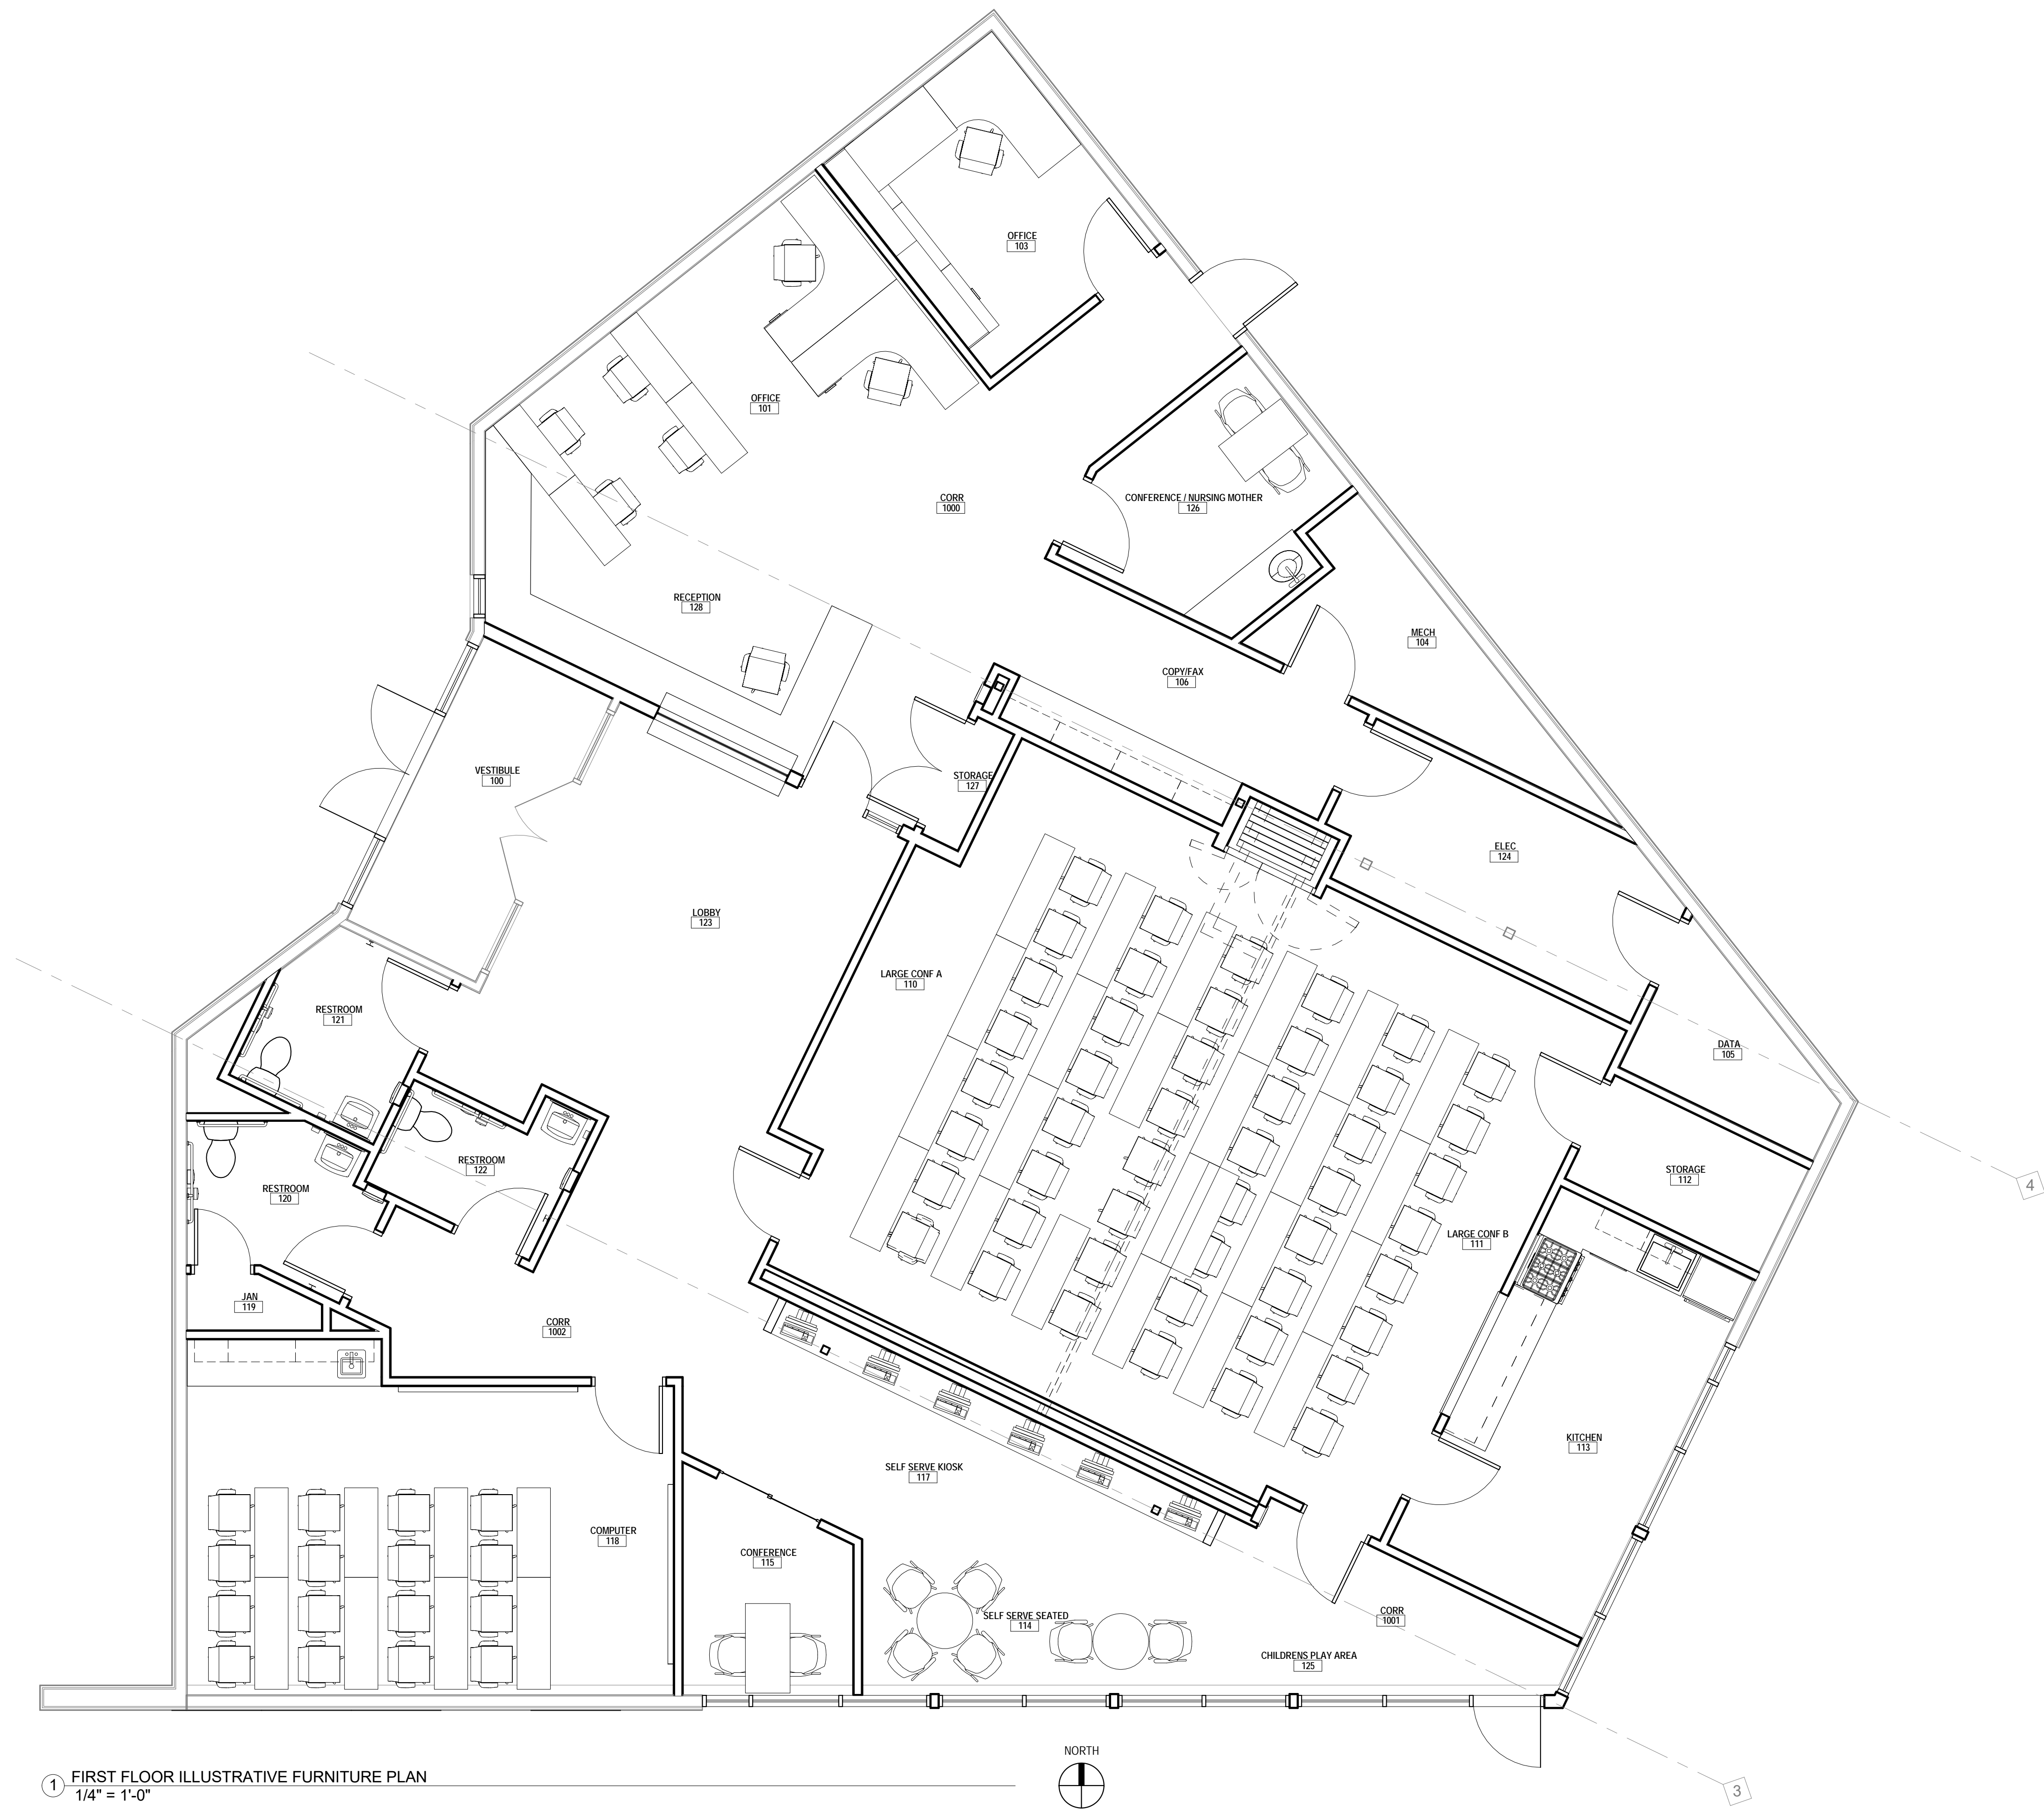 OFFICE
103
OFFICE
101
CORR
1000
CONFERENCE / NURSING MOTHER
126
RECEPTION
128
MECH
104
COPY/FAX
106
VESTIBULE
100
STORAGE
127
ELEC
124
LOBBY
123
LARGE CONF A
110
RESTROOM
121
DATA
105
RESTROOM
122
STORAGE
112
4
RESTROOM
120
LARGE CONF B
111
JAN
119
CORR
1002
KITCHEN
113
SELF SERVE KIOSK
117
COMPUTER
118
CONFERENCE
115
SELF SERVE SEATED
114
CORR
1001
CHILDRENS PLAY AREA
125
NORTH
3
1 FIRST FLOOR ILLUSTRATIVE FURNITURE PLAN
1/4" = 1'-0"